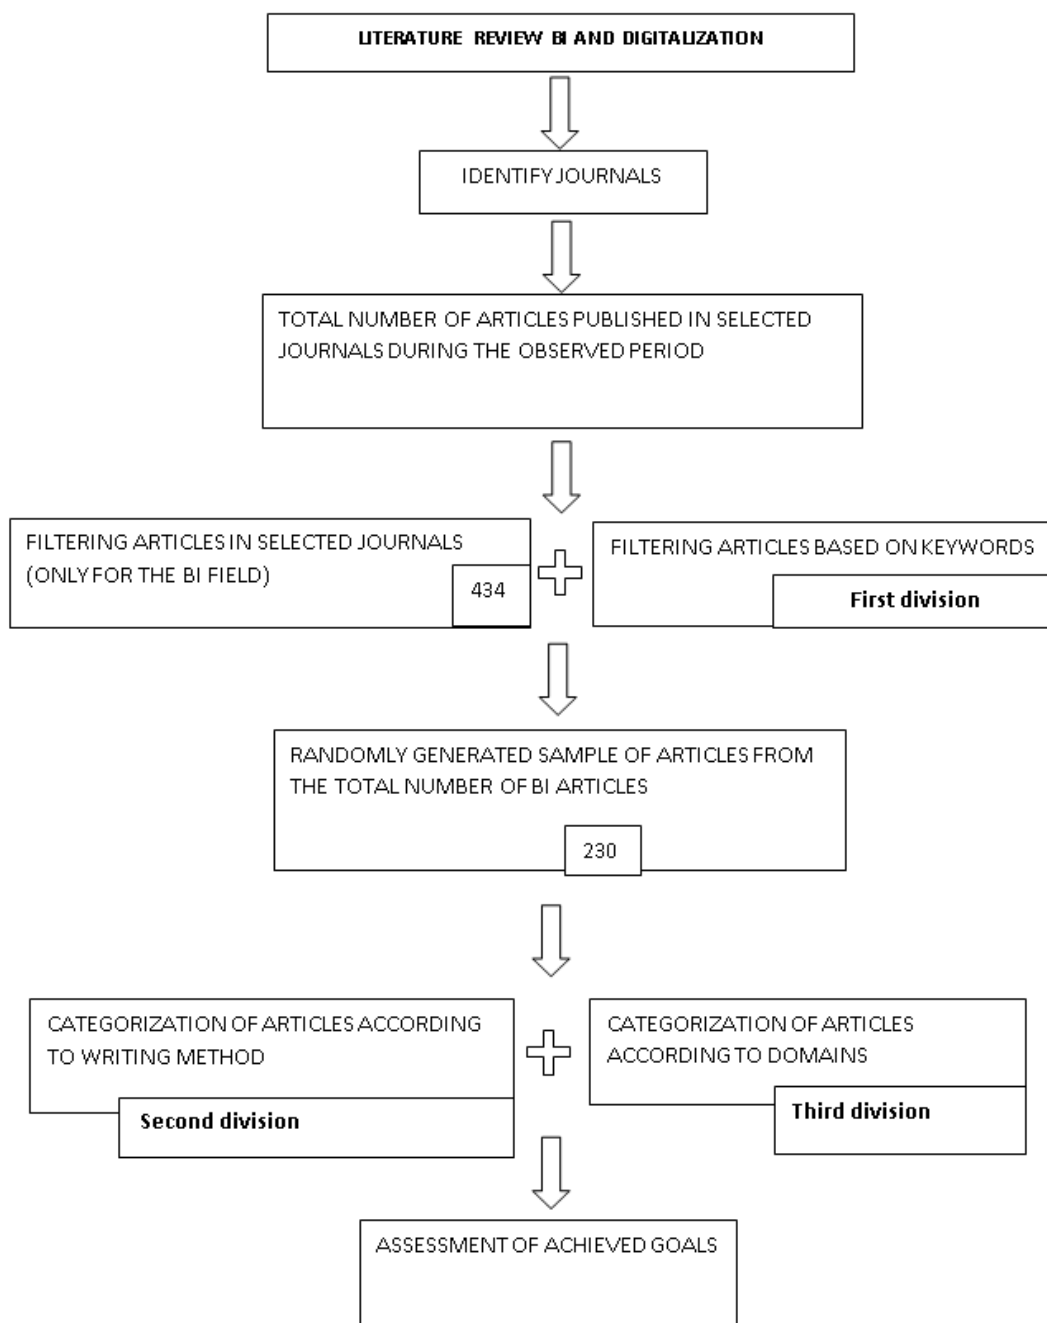 LITERATURE REVIEW BI AND DIGITALIZATION
IDENTIFY JOURNALS
TOTAL NUMBER OF ARTICLES PUBLISHED IN SELECTED
JOURNALS DURING THE OBSERVED PERIOD
FILTERING ARTICLES IN SELECTED JOURNALS
(ONLY FOR THE BI FIELD)
434
FILTERING ARTICLES BASED ON KEYWORDS
First division
RANDOMLY GENERATED SAMPLE OF ARTICLES FROM
THE TOTAL NUMBER OF BI ARTICLES
230
CATEGORIZATION OF ARTICLES ACCORDING
TO WRITING METHOD
Second division
CATEGORIZATION OF ARTICLES
ACCORDING TO DOMAINS
Third division
ASSESSMENT OF ACHIEVED GOALS